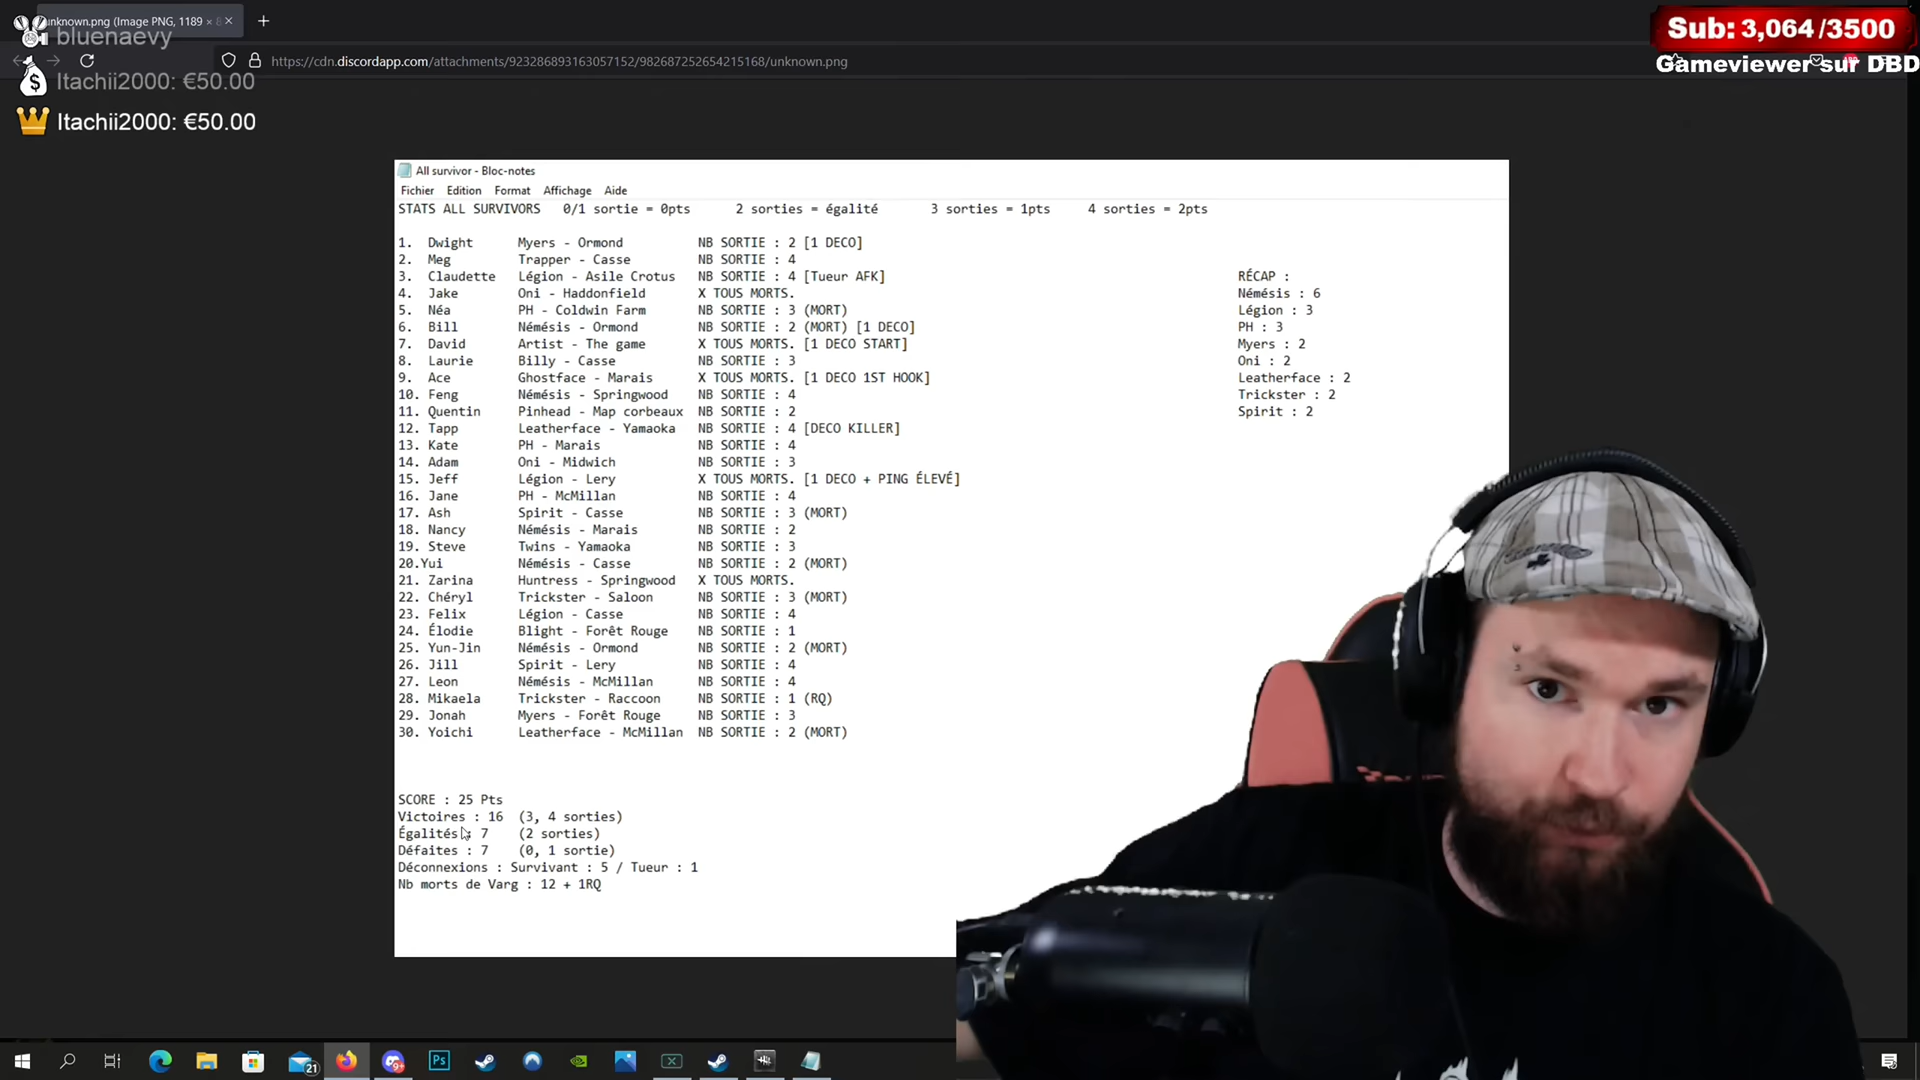 unknown.png (Image PNG, 1189 ×
bluenaevy
Itachii2000: €50.00
Itachii2000: €50.00
https://cdn.discordapp.com/attachments/923286893163057152/982687252654215168/unknown.png
Sub: 3,064/3500
Gameviewer sur DBD
All survivor - Bloc-notes
Fichier Edition Format Affichage Aide
STATS ALL SURVIVORS 0/1 sortie = 0pts 2 sorties = égalité 3 sorties = 1pts 4 sorties = 2pts
1. Dwight Myers - Ormond NB SORTIE : 2 [1 DECO]
2. Meg Trapper - Casse NB SORTIE : 4
3. Claudette Légion - Asile Crotus NB SORTIE : 4 [Tueur AFK]
4. Jake Oni - Haddonfield X TOUS MORTS.
5. Néa PH - Coldwin Farm NB SORTIE : 3 (MORT)
6. Bill Némésis - Ormond NB SORTIE : 2 (MORT) [1 DECO]
7. David Artist - The game X TOUS MORTS. [1 DECO START]
8. Laurie Billy - Casse NB SORTIE : 3
9. Ace Ghostface - Marais X TOUS MORTS. [1 DECO 1ST HOOK]
10. Feng Némésis - Springwood NB SORTIE : 4
11. Quentin Pinhead - Map corbeaux NB SORTIE : 2
12. Tapp Leatherface - Yamaoka NB SORTIE : 4 [DECO KILLER]
13. Kate PH - Marais NB SORTIE : 4
14. Adam Oni - Midwich NB SORTIE : 3
15. Jeff Légion - Lery X TOUS MORTS. [1 DECO + PING ÉLEVÉ]
16. Jane PH - McMillan NB SORTIE : 4
17. Ash Spirit - Casse NB SORTIE : 3 (MORT)
18. Nancy Némésis - Marais NB SORTIE : 2
19. Steve Twins - Yamaoka NB SORTIE : 3
20.Yui Némésis - Casse NB SORTIE : 2 (MORT)
21. Zarina Huntress - Springwood X TOUS MORTS.
22. Chéryl Trickster - Saloon NB SORTIE : 3 (MORT)
23. Felix Légion - Casse NB SORTIE : 4
24. Élodie Blight - Forêt Rouge NB SORTIE : 1
25. Yun-Jin Némésis - Ormond NB SORTIE : 2 (MORT)
26. Jill Spirit - Lery NB SORTIE : 4
27. Leon Némésis - McMillan NB SORTIE : 4
28. Mikaela Trickster - Raccoon NB SORTIE : 1 (RQ)
29. Jonah Myers - Forêt Rouge NB SORTIE : 3
30. Yoichi Leatherface - McMillan NB SORTIE : 2 (MORT)
RÉCAP :
Némésis : 6
Légion : 3
PH : 3
Myers : 2
Oni : 2
Leatherface : 2
Trickster : 2
Spirit : 2
SCORE : 25 Pts
Victoires : 16 (3, 4 sorties)
Égalités : 7 (2 sorties)
Défaites : 7 (0, 1 sortie)
Déconnexions : Survivant : 5 / Tueur : 1
Nb morts de Varg : 12 + 1RQ
21
9+
Ps